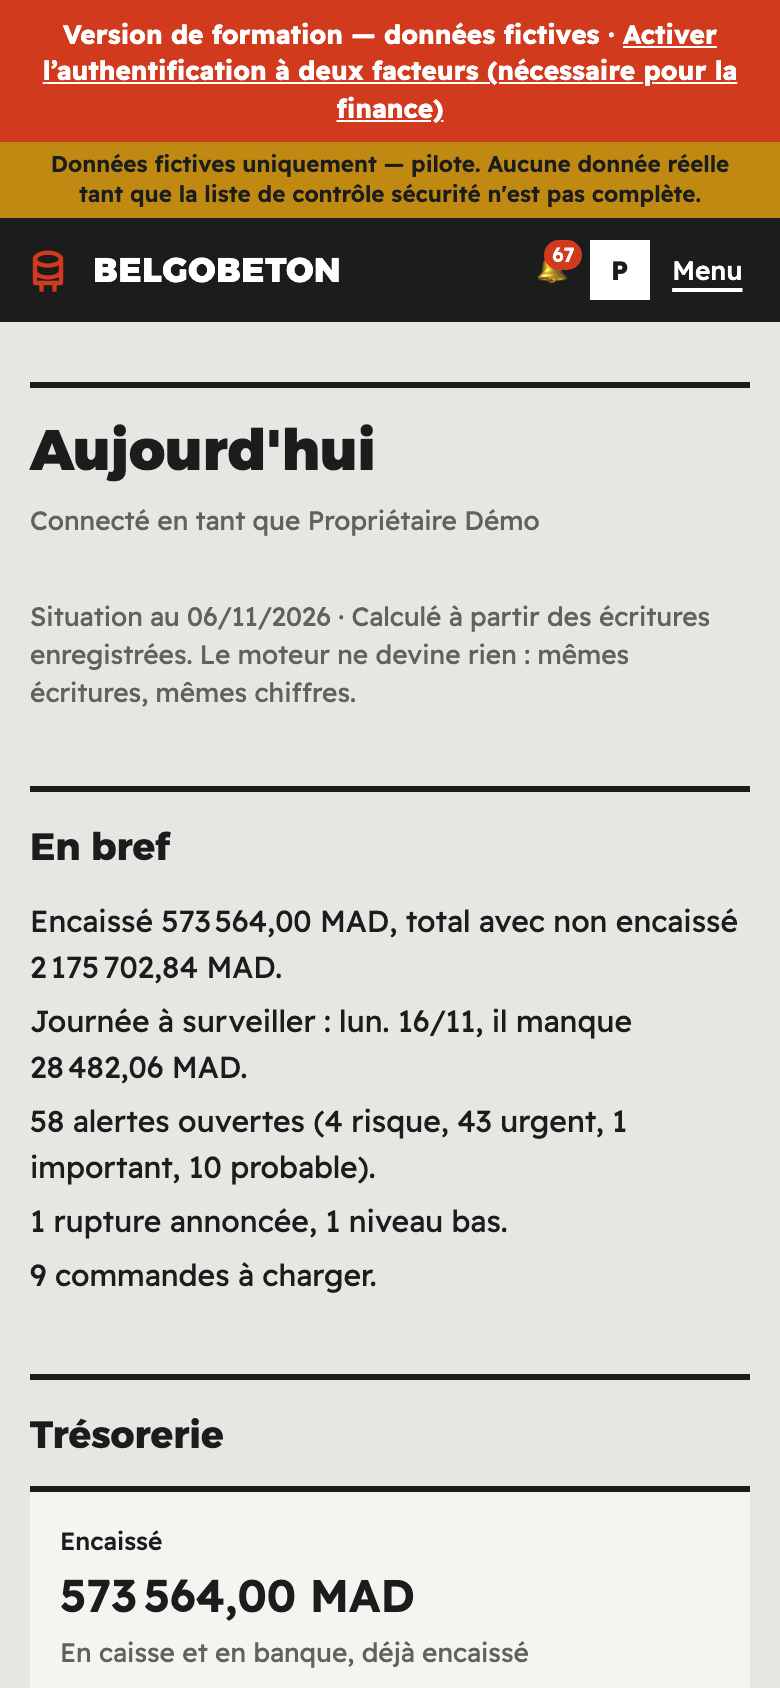 Version de formation — données fictives · Activer
l’authentification à deux facteurs (nécessaire pour la
finance)
Données fictives uniquement — pilote. Aucune donnée réelle
tant que la liste de contrôle sécurité n'est pas complète.
BELGOBETON
67
P
Menu
Aujourd'hui
Connecté en tant que Propriétaire Démo
Situation au 06/11/2026 · Calculé à partir des écritures
enregistrées. Le moteur ne devine rien : mêmes
écritures, mêmes chiffres.
En bref
Encaissé 573 564,00 MAD, total avec non encaissé
2 175 702,84 MAD.
Journée à surveiller : lun. 16/11, il manque
28 482,06 MAD.
58 alertes ouvertes (4 risque, 43 urgent, 1
important, 10 probable).
1 rupture annoncée, 1 niveau bas.
9 commandes à charger.
Trésorerie
Encaissé
573 564,00 MAD
En caisse et en banque, déjà encaissé